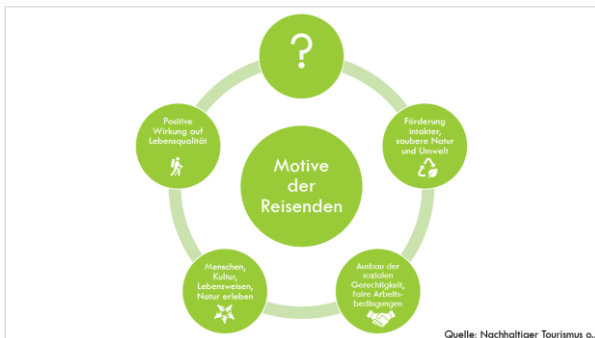 ?
Positive
Wirkung auf
Lebensqualität
Förderung
intakter,
saubere Natur
und Umwelt
Motive
der
Reisenden
Menschen,
Kultur,
Lebensweisen,
Natur erleben
Ausbau der
sozialen
Gerechtigkeit,
faire Arbeits-
bedingungen
Quelle: Nachhaltiger Tourismus o.J.